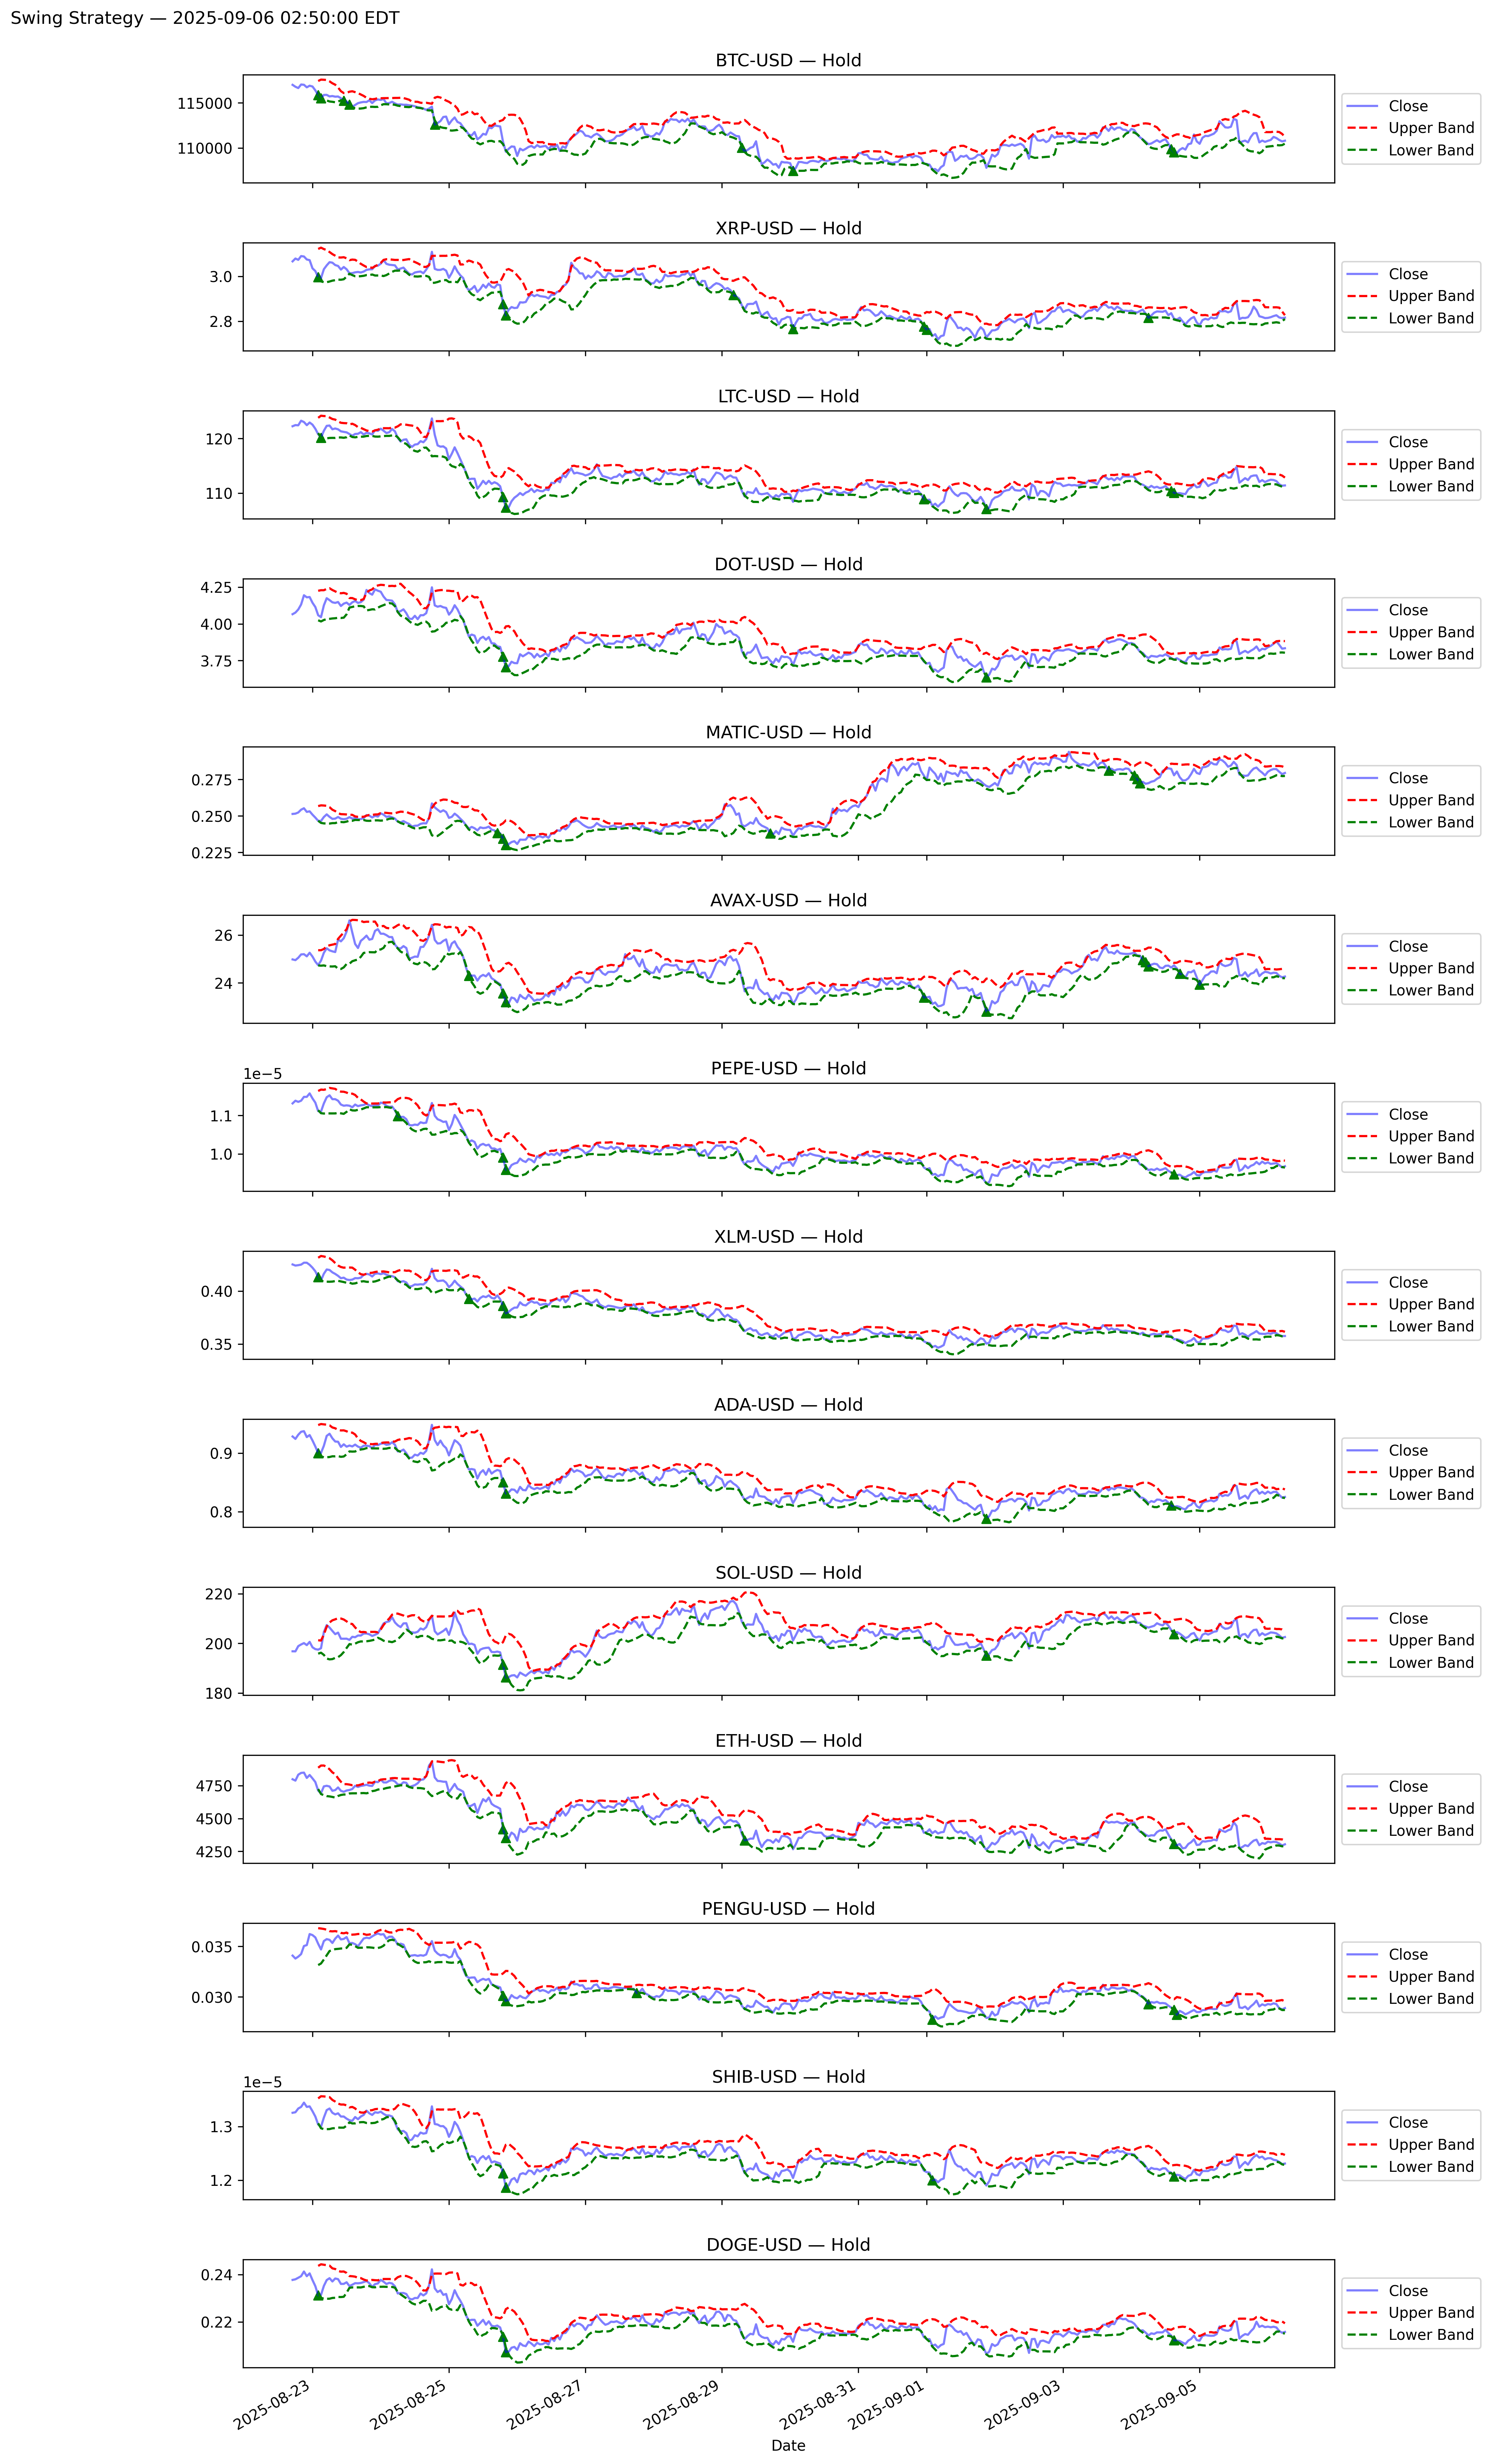 Swing Strategy — 2025-09-06 02:50:00 EDT
BTC-USD — Hold
115000
110000
Close
Upper Band
Lower Band
XRP-USD — Hold
3.0
2.8
Close
Upper Band
Lower Band
LTC-USD — Hold
120
110
Close
Upper Band
Lower Band
DOT-USD — Hold
4.25
4.00
3.75
Close
Upper Band
Lower Band
MATIC-USD — Hold
0.275
0.250
0.225
Close
Upper Band
Lower Band
AVAX-USD — Hold
26
24
Close
Upper Band
Lower Band
PEPE-USD — Hold
1e−5
1.1
1.0
Close
Upper Band
Lower Band
XLM-USD — Hold
0.40
0.35
Close
Upper Band
Lower Band
ADA-USD — Hold
0.9
0.8
Close
Upper Band
Lower Band
SOL-USD — Hold
220
200
180
Close
Upper Band
Lower Band
ETH-USD — Hold
4750
4500
4250
Close
Upper Band
Lower Band
PENGU-USD — Hold
0.035
0.030
Close
Upper Band
Lower Band
SHIB-USD — Hold
1e−5
1.3
1.2
Close
Upper Band
Lower Band
DOGE-USD — Hold
0.24
0.22
Close
Upper Band
Lower Band
2025-08-23
2025-08-25
2025-08-27
2025-08-29
2025-08-31
2025-09-01
2025-09-03
2025-09-05
Date